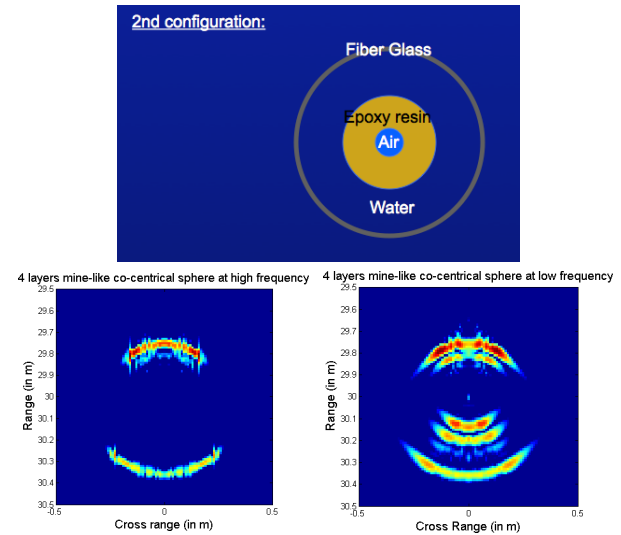 2nd configuration:
Fiber Glass
Epoxy resin
Air
Water
4 layers mine-like co-centrical sphere at high frequency
29.5
29.6
29.7
29.8
29.9
30
30.1
30.2
30.3
30.4
30.5
-0.5
0
0.5
Range (in m)
Cross range (in m)
4 layers mine-like co-centrical sphere at low frequency
29.5
29.6
29.7
29.8
29.9
30
30.1
30.2
30.3
30.4
30.5
-0.5
0
0.5
Range (in m)
Cross Range (in m)